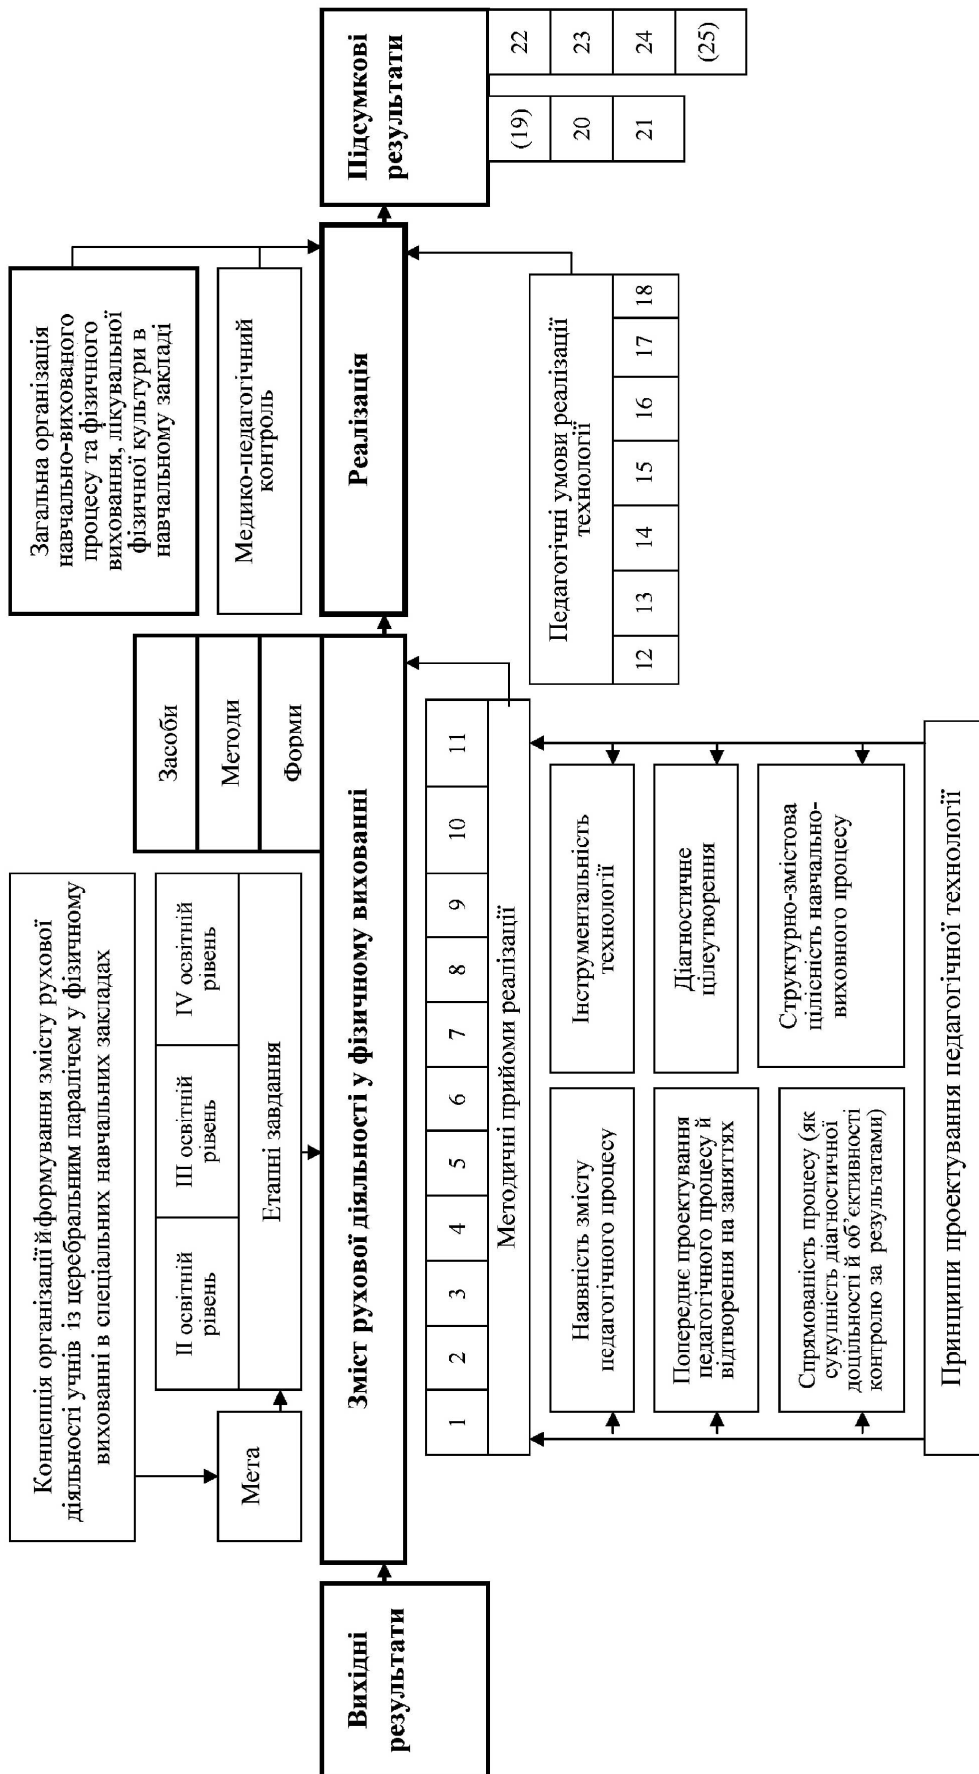 Концепція організації й формування змісту рухової
діяльності учнів із церебральним паралічем у фізичному
вихованні в спеціальних навчальних закладах
Мета
ІІ освітній
рівень
ІІІ освітній
рівень
IV освітній
рівень
Етапні завдання
Засоби
Методи
Форми
Загальна організація
навчально-вихованого
процесу та фізичного
виховання, лікувальної
фізичної культури в
навчальному закладі
Медико-педагогічний
контроль
Вихідні
результати
Зміст рухової діяльності у фізичному вихованні
Реалізація
Підсумкові
результати
(19)
20
21
22
23
24
(25)
1
2
3
4
5
6
7
8
9
10
11
Методичні прийоми реалізації
Педагогічні умови реалізації
технології
12
13
14
15
16
17
18
Наявність змісту
педагогічного процесу
Інструментальність
технології
Попереднє проектування
педагогічного процесу й
відтворення на заняттях
Діагностичне
цілеутворення
Спрямованість процесу (як
сукупність діагностичної
доцільності й об’єктивності
контролю за результатами)
Структурно-змістова
цілісність навчально-
виховного процесу
Принципи проектування педагогічної технології